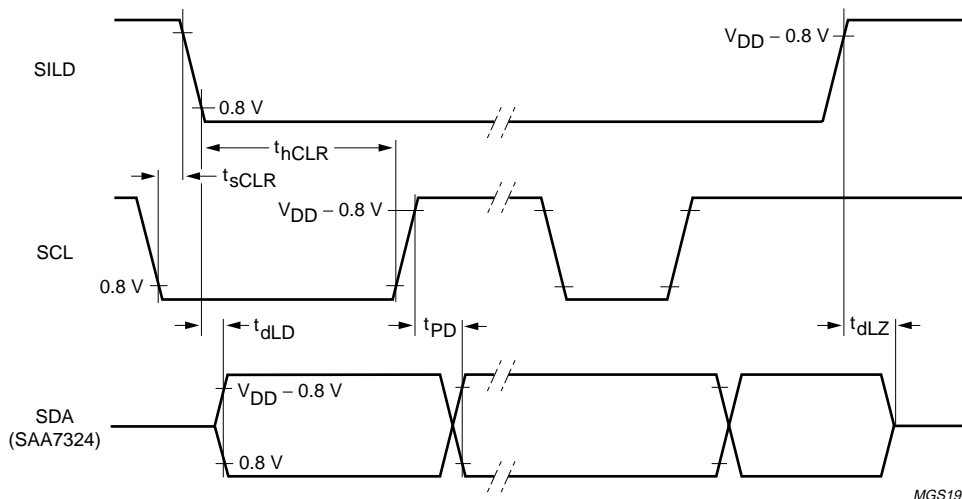 V_DD – 0.8 V
SILD
0.8 V
t_hCLR
t_sCLR
V_DD – 0.8 V
SCL
0.8 V
t_dLD
t_PD
t_dLZ
V_DD – 0.8 V
SDA
(SAA7324)
0.8 V
MGS19